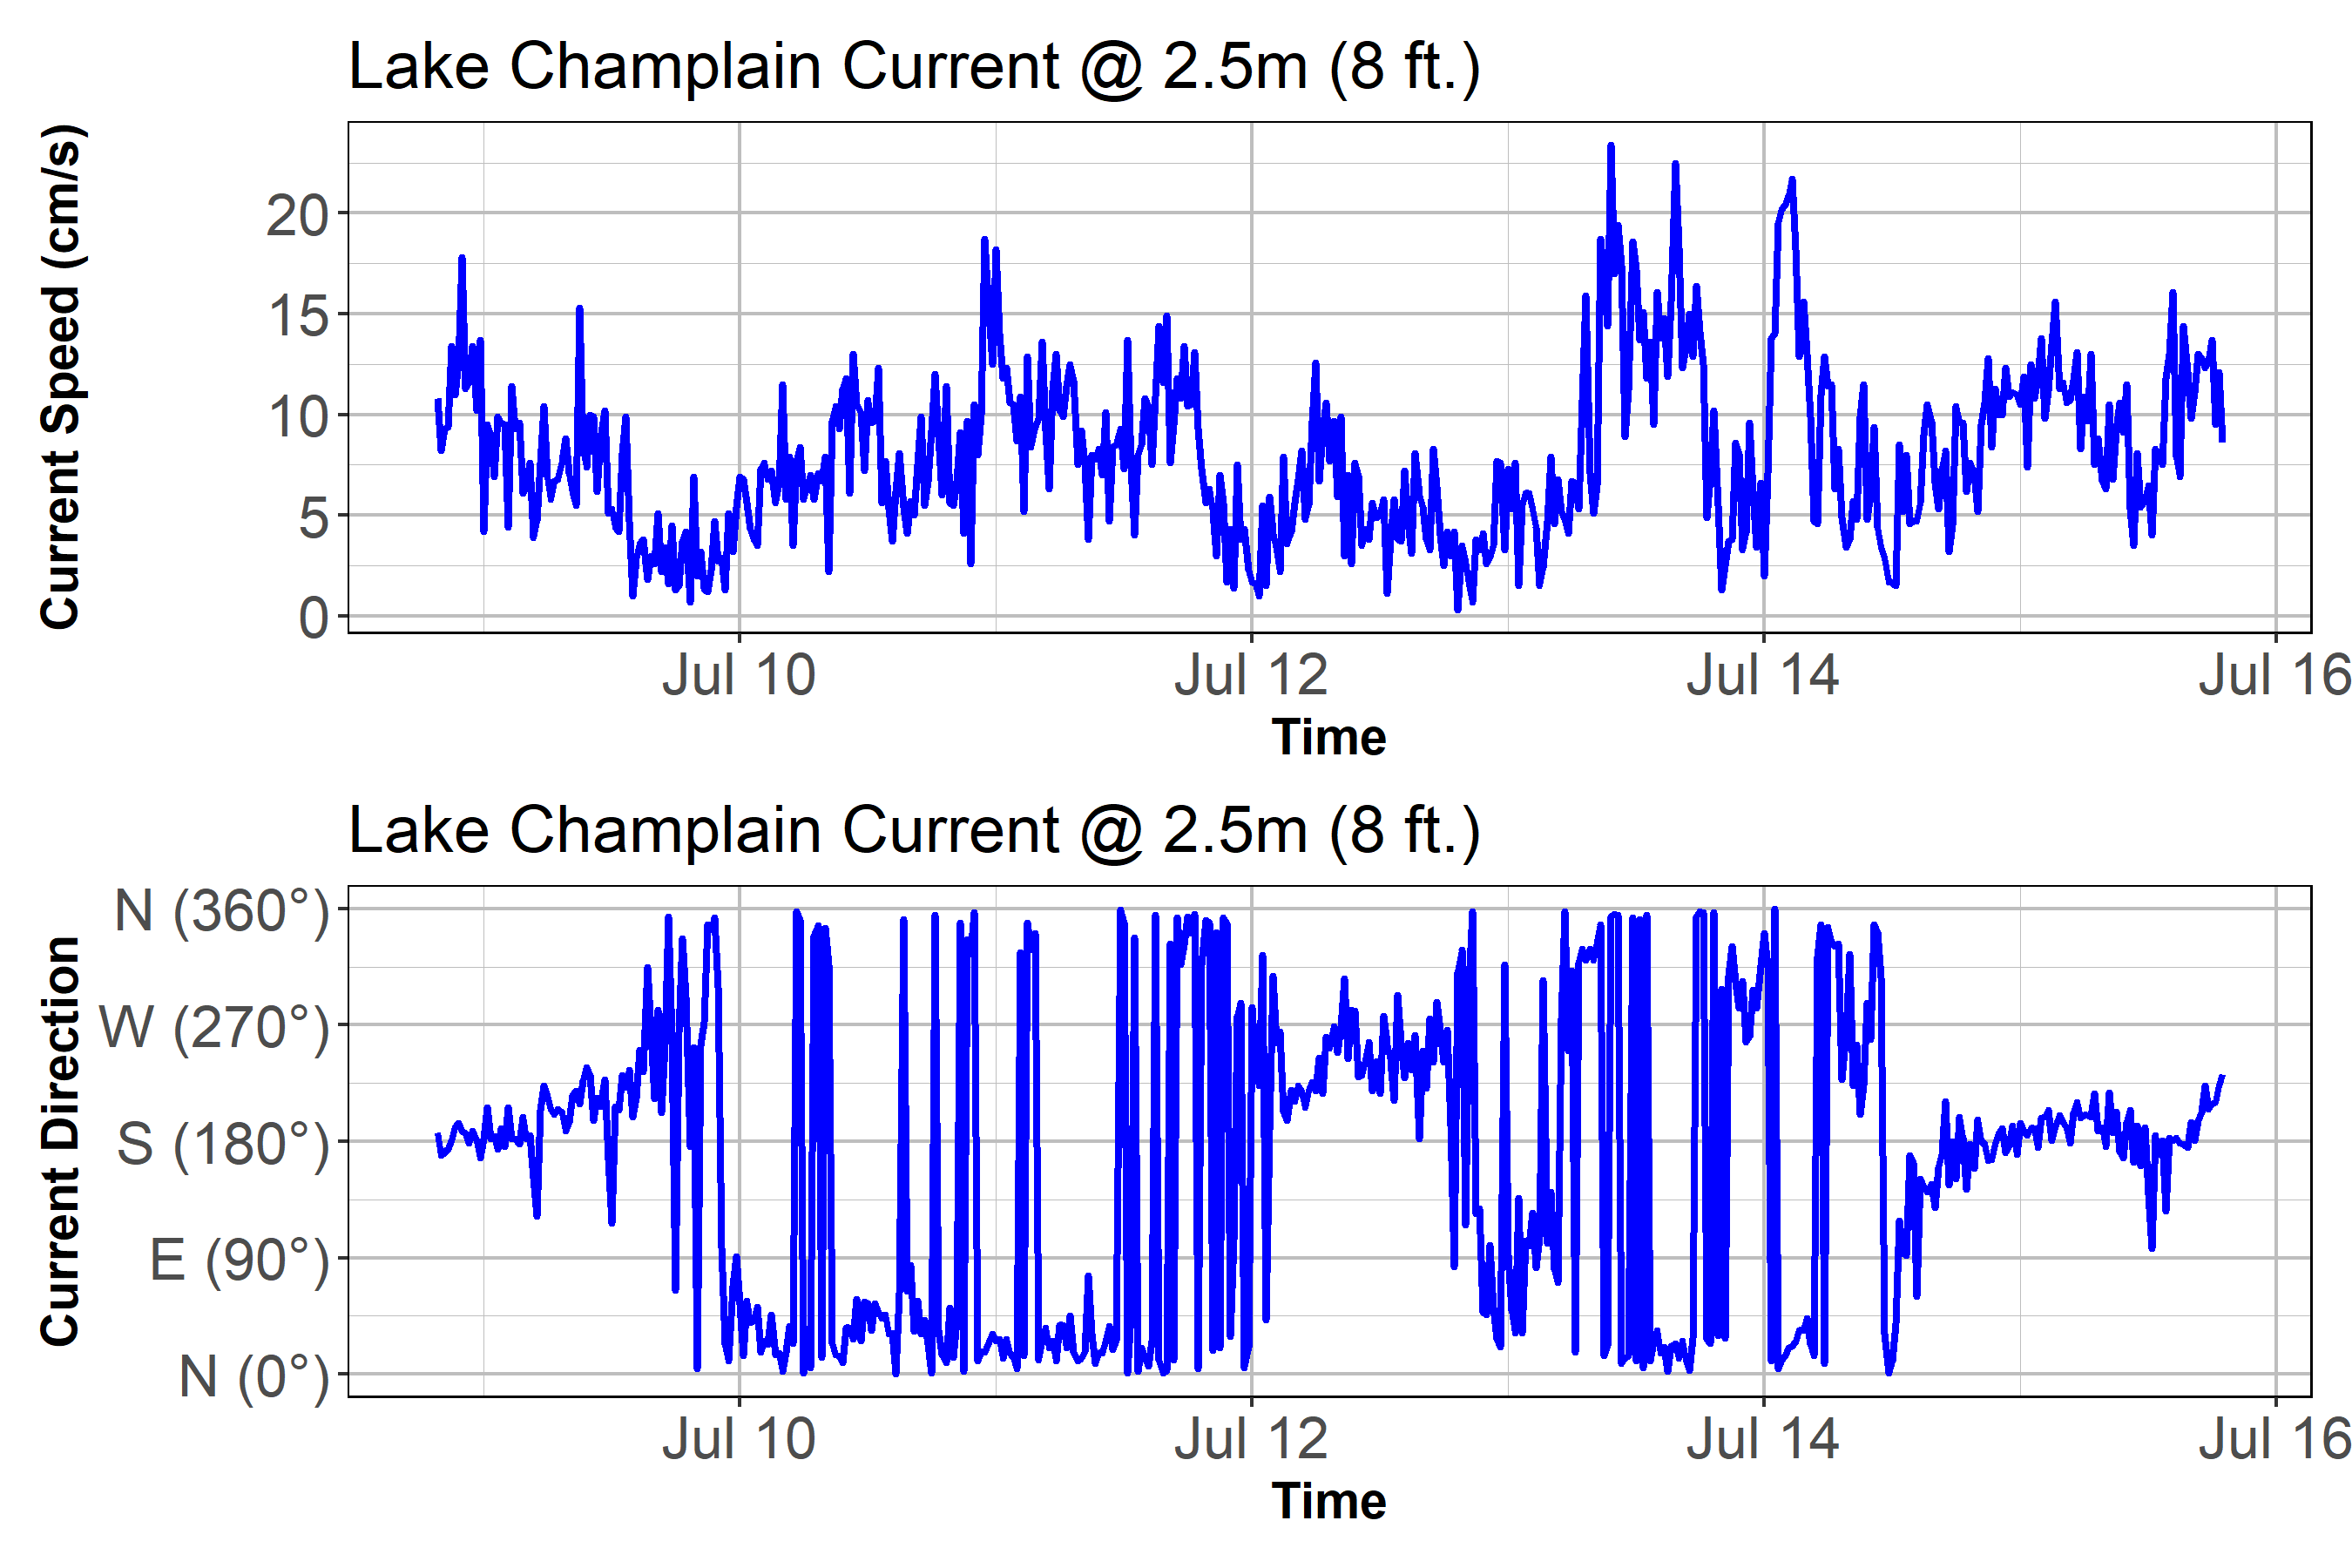 Lake Champlain Current @ 2.5m (8 ft.)
Current Speed (cm/s)
20
15
10
5
0
Jul 10 Jul 12 Jul 14 Jul 16
Time
Lake Champlain Current @ 2.5m (8 ft.)
Current Direction
N (360°)
W (270°)
S (180°)
E (90°)
N (0°)
Jul 10 Jul 12 Jul 14 Jul 16
Time